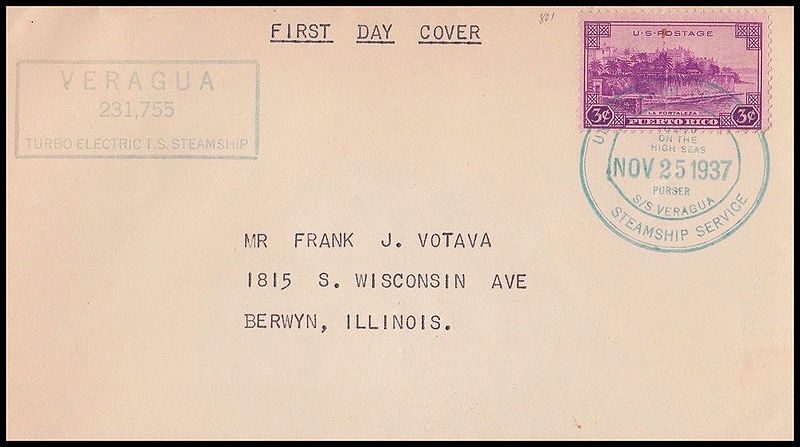 FIRST DAY COVER
801
VERAGUA
231,755
TURBO ELECTRIC T.S. STEAMSHIP
U·S·POSTAGE
LA FORTALEZA
3¢ PUERTO RICO 3¢
ON THE
HIGH SEAS
NOV 25 1937
PURSER
S/S VERAGUA
STEAMSHIP SERVICE
MR FRANK J. VOTAVA
1815 S. WISCONSIN AVE
BERWYN, ILLINOIS.